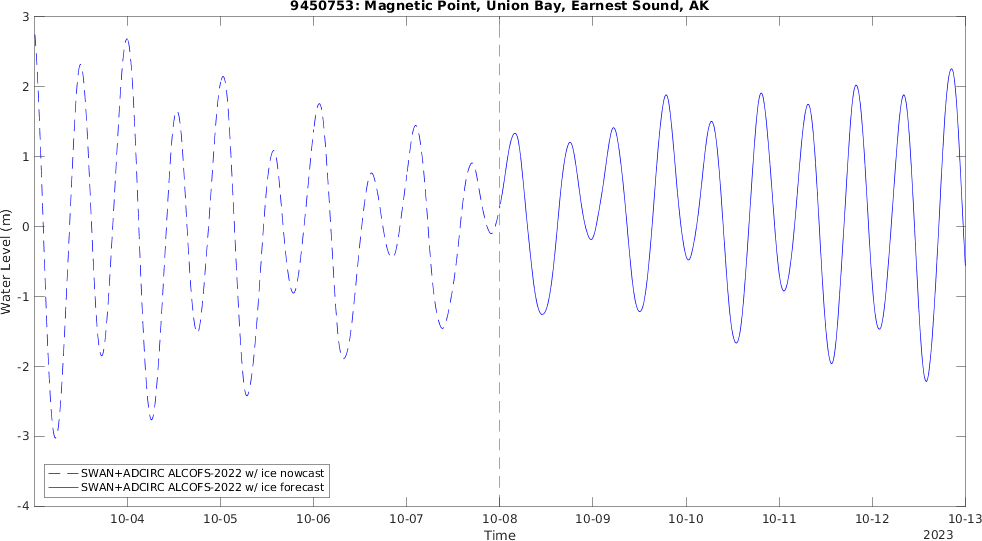 9450753: Magnetic Point, Union Bay, Earnest Sound, AK
3
2
1
0
-1
-2
-3
-4
Water Level (m)
SWAN+ADCIRC ALCOFS-2022 w/ ice nowcast
SWAN+ADCIRC ALCOFS-2022 w/ ice forecast
10-04 10-05 10-06 10-07 10-08 10-09 10-10 10-11 10-12 10-13
Time
2023